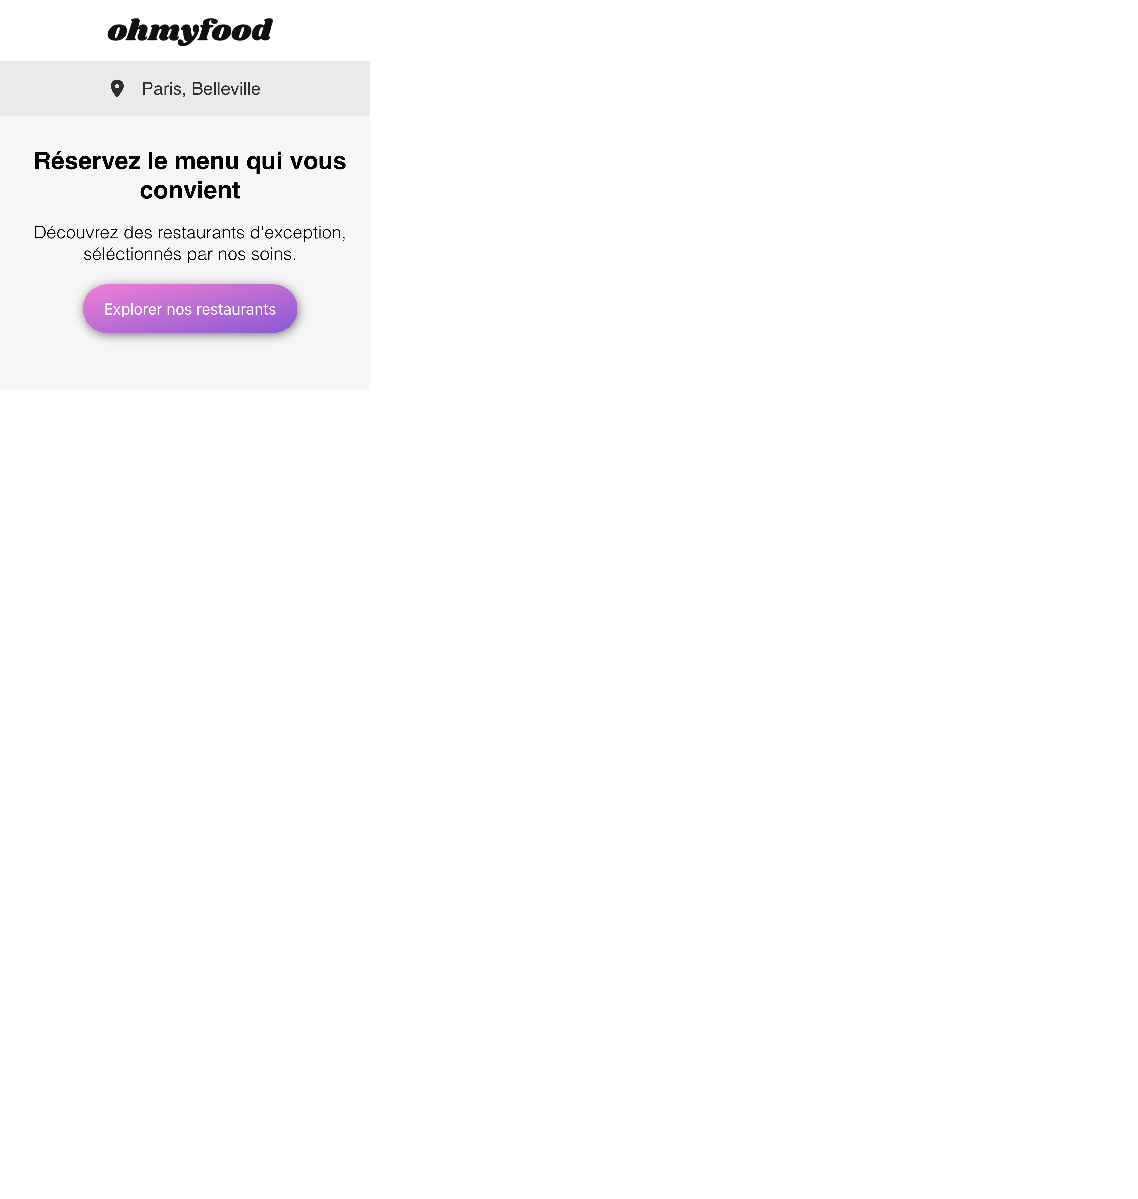 ohmyfood
Paris, Belleville
Réservez le menu qui vous
convient
Découvrez des restaurants d'exception,
séléctionnés par nos soins.
Explorer nos restaurants